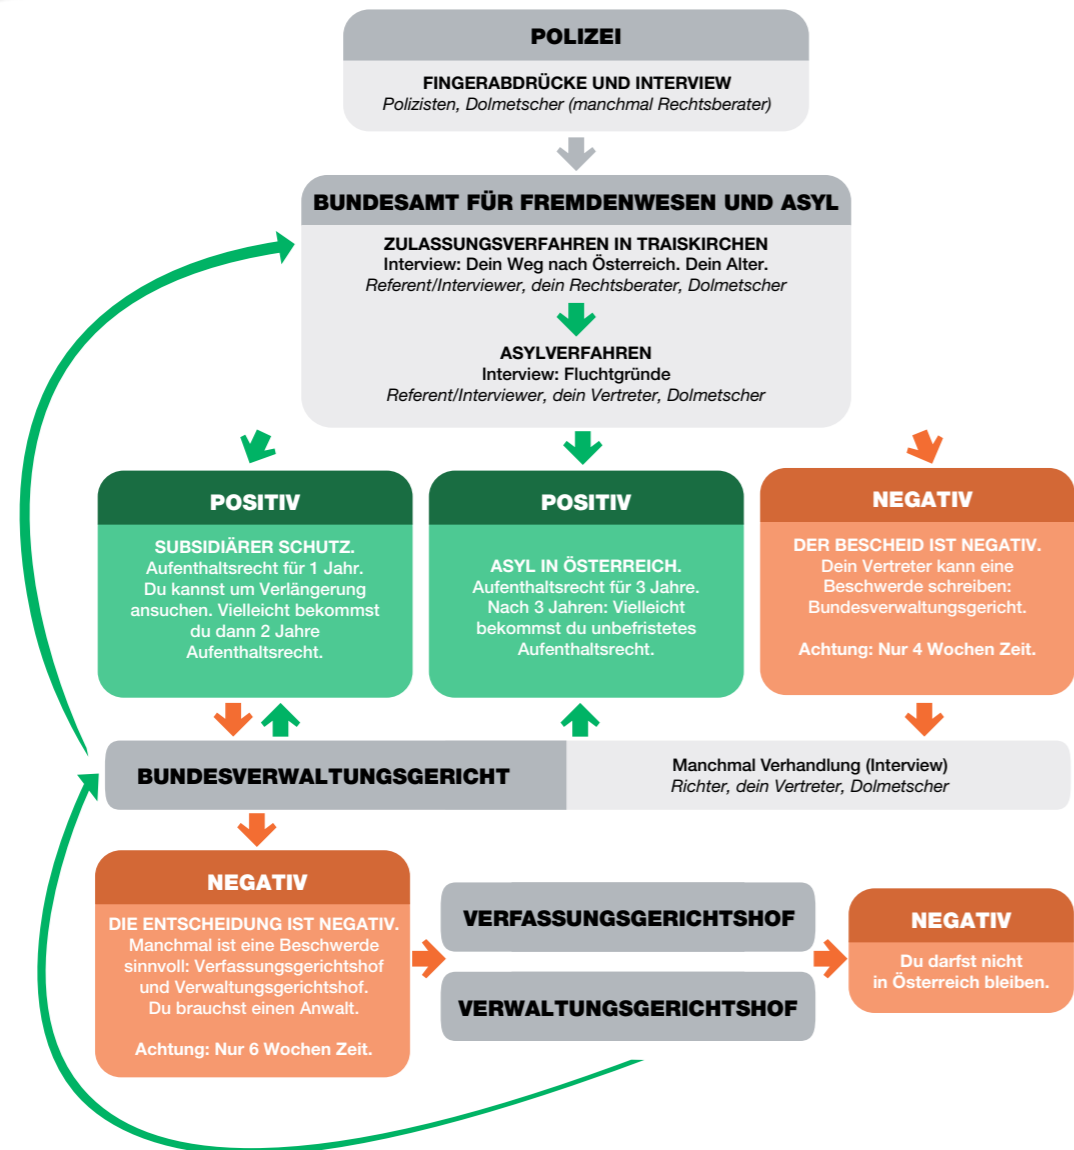 POLIZEI
FINGERABDRÜCKE UND INTERVIEW
Polizisten, Dolmetscher (manchmal Rechtsberater)
BUNDESAMT FÜR FREMDENWESEN UND ASYL
ZULASSUNGSVERFAHREN IN TRAISKIRCHEN
Interview: Dein Weg nach Österreich. Dein Alter.
Referent/Interviewer, dein Rechtsberater, Dolmetscher
ASYLVERFAHREN
Interview: Fluchtgründe
Referent/Interviewer, dein Vertreter, Dolmetscher
POSITIV
SUBSIDIÄRER SCHUTZ.
Aufenthaltsrecht für 1 Jahr.
Du kannst um Verlängerung
ansuchen. Vielleicht bekommst
du dann 2 Jahre
Aufenthaltsrecht.
POSITIV
ASYL IN ÖSTERREICH.
Aufenthaltsrecht für 3 Jahre.
Nach 3 Jahren: Vielleicht
bekommst du unbefristetes
Aufenthaltsrecht.
NEGATIV
DER BESCHEID IST NEGATIV.
Dein Vertreter kann eine
Beschwerde schreiben:
Bundesverwaltungsgericht.
Achtung: Nur 4 Wochen Zeit.
BUNDESVERWALTUNGSGERICHT
Manchmal Verhandlung (Interview)
Richter, dein Vertreter, Dolmetscher
NEGATIV
DIE ENTSCHEIDUNG IST NEGATIV.
Manchmal ist eine Beschwerde
sinnvoll: Verfassungsgerichtshof
und Verwaltungsgerichtshof.
Du brauchst einen Anwalt.
Achtung: Nur 6 Wochen Zeit.
VERFASSUNGSGERICHTSHOF
VERWALTUNGSGERICHTSHOF
NEGATIV
Du darfst nicht
in Österreich bleiben.